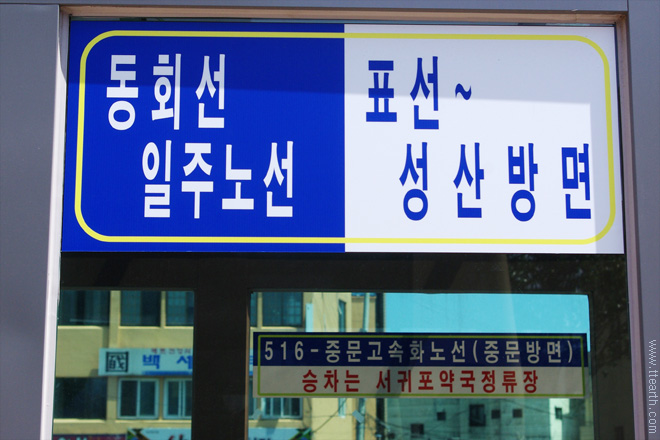 동회선
일주노선
표선~
성산방면
516-중문고속화노선(중문방면)
승차는 서귀포약국정류장
www.ttearth.com